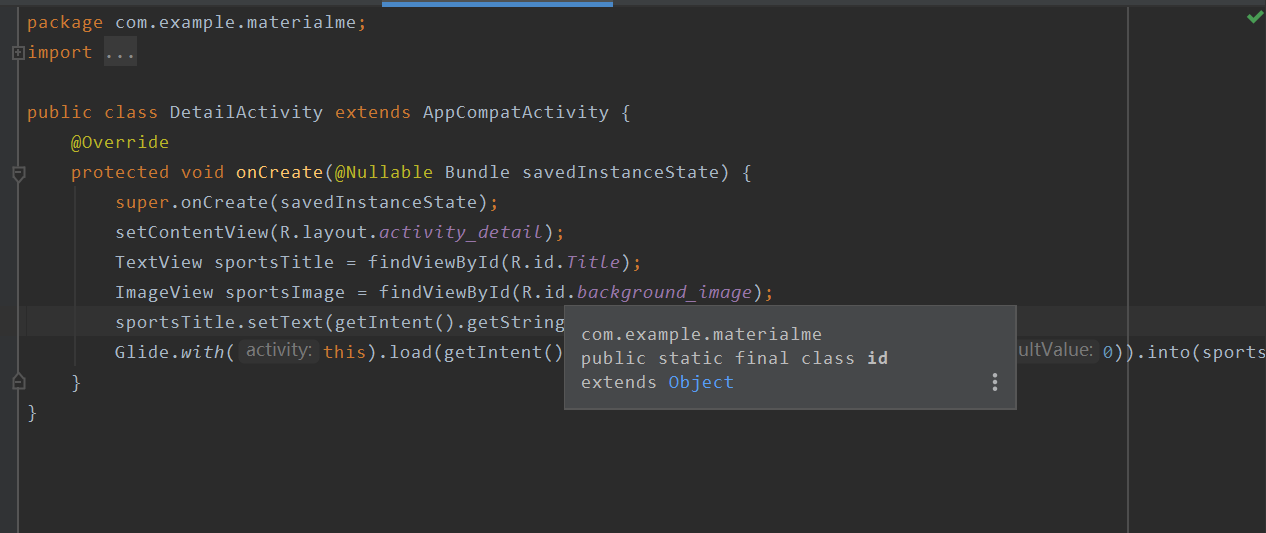 package com.example.materialme;
import ...
public class DetailActivity extends AppCompatActivity {
@Override
protected void onCreate(@Nullable Bundle savedInstanceState) {
super.onCreate(savedInstanceState);
setContentView(R.layout.activity_detail);
TextView sportsTitle = findViewById(R.id.Title);
ImageView sportsImage = findViewById(R.id.background_image);
sportsTitle.setText(getIntent().getString
Glide.with( activity: this).load(getIntent() ultValue: 0)).into(sports
}
}
com.example.materialme
public static final class id
extends Object